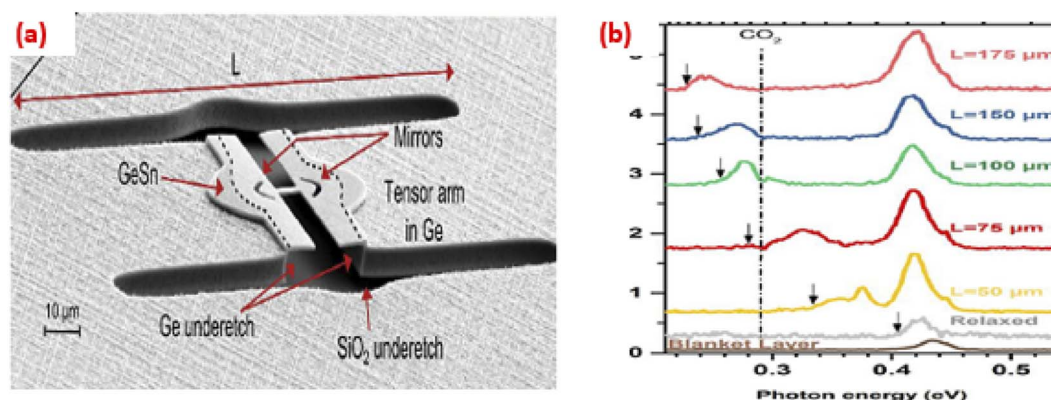 (a)
L
Mirrors
GeSn
Tensor arm
in Ge
10 µm
Ge underetch
SiO₂ underetch
(b)
CO₂
L=175 µm
L=150 µm
L=100 µm
L=75 µm
L=50 µm
Relaxed
Blanket Layer
4
3
2
1
0
0.3
0.4
0.5
Photon energy (eV)